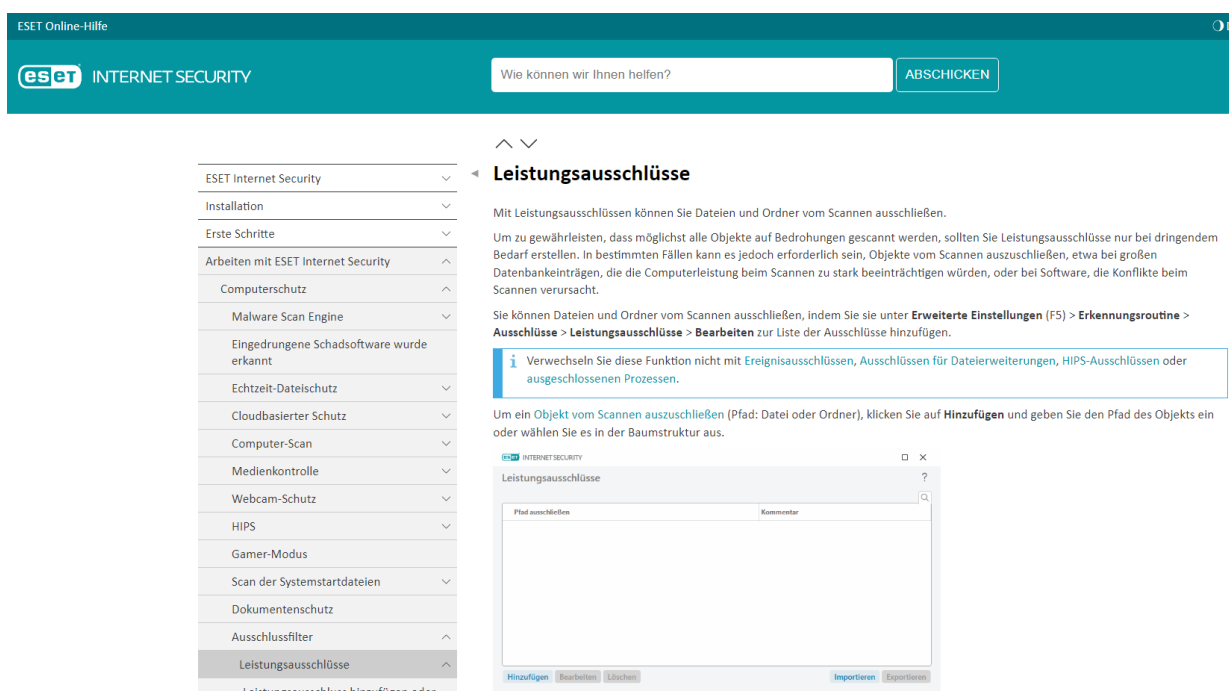 ESET Online-Hilfe
eset INTERNET SECURITY
Wie können wir Ihnen helfen?
ABSCHICKEN
ESET Internet Security
Installation
Erste Schritte
Arbeiten mit ESET Internet Security
Computerschutz
Malware Scan Engine
Eingedrungene Schadsoftware wurde
erkannt
Echtzeit-Dateischutz
Cloudbasierter Schutz
Computer-Scan
Medienkontrolle
Webcam-Schutz
HIPS
Gamer-Modus
Scan der Systemstartdateien
Dokumentenschutz
Ausschlussfilter
Leistungsausschlüsse
Leistungsausschluss hinzufügen oder
Leistungsausschlüsse
Mit Leistungsausschlüssen können Sie Dateien und Ordner vom Scannen ausschließen.
Um zu gewährleisten, dass möglichst alle Objekte auf Bedrohungen gescannt werden, sollten Sie Leistungsausschlüsse nur bei dringendem
Bedarf erstellen. In bestimmten Fällen kann es jedoch erforderlich sein, Objekte vom Scannen auszuschließen, etwa bei großen
Datenbankeinträgen, die die Computerleistung beim Scannen zu stark beeinträchtigen würden, oder bei Software, die Konflikte beim
Scannen verursacht.
Sie können Dateien und Ordner vom Scannen ausschließen, indem Sie sie unter Erweiterte Einstellungen (F5) > Erkennungsroutine >
Ausschlüsse > Leistungsausschlüsse > Bearbeiten zur Liste der Ausschlüsse hinzufügen.
i Verwechseln Sie diese Funktion nicht mit Ereignisausschlüssen, Ausschlüssen für Dateierweiterungen, HIPS-Ausschlüssen oder
ausgeschlossenen Prozessen.
Um ein Objekt vom Scannen auszuschließen (Pfad: Datei oder Ordner), klicken Sie auf Hinzufügen und geben Sie den Pfad des Objekts ein
oder wählen Sie es in der Baumstruktur aus.
eset INTERNET SECURITY
Leistungsausschlüsse
?
Pfad ausschließen
Kommentar
Hinzufügen Bearbeiten Löschen
Importieren Exportieren